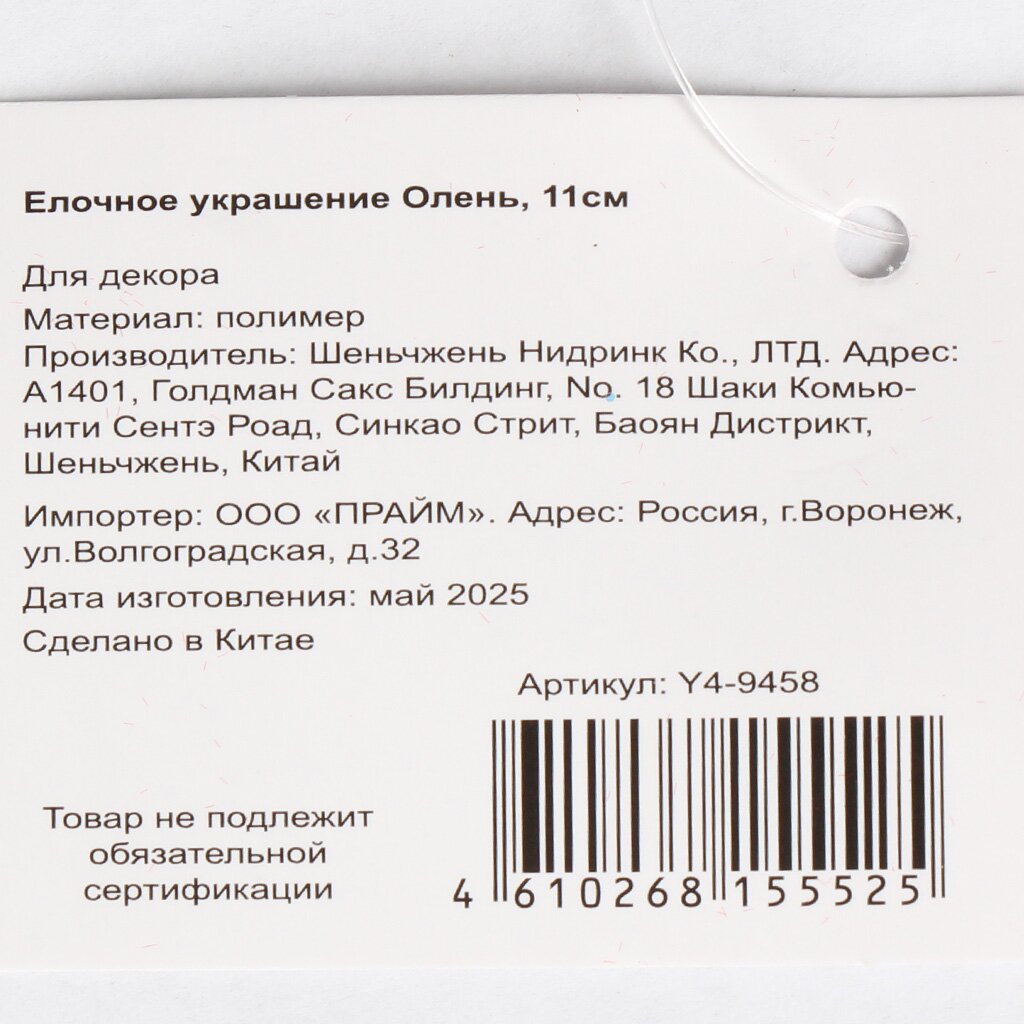 Елочное украшение Олень, 11см
Для декора
Материал: полимер
Производитель: Шеньчжень Нидринк Ко., ЛТД. Адрес:
А1401, Голдман Сакс Билдинг, No. 18 Шаки Комью-
нити Сентэ Роад, Синкао Стрит, Баоян Дистрикт,
Шеньчжень, Китай
Импортер: ООО «ПРАЙМ». Адрес: Россия, г.Воронеж,
ул.Волгоградская, д.32
Дата изготовления: май 2025
Сделано в Китае
Артикул: Y4-9458
Товар не подлежит
обязательной
сертификации
4 610268 155525